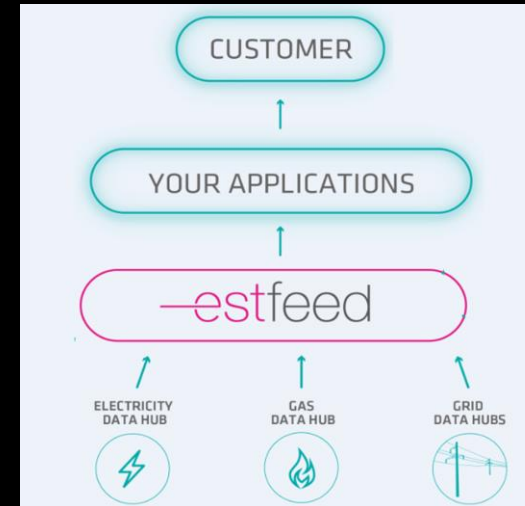 CUSTOMER
YOUR APPLICATIONS
estfeed
ELECTRICITY
DATA HUB
GAS
DATA HUB
GRID
DATA HUBS